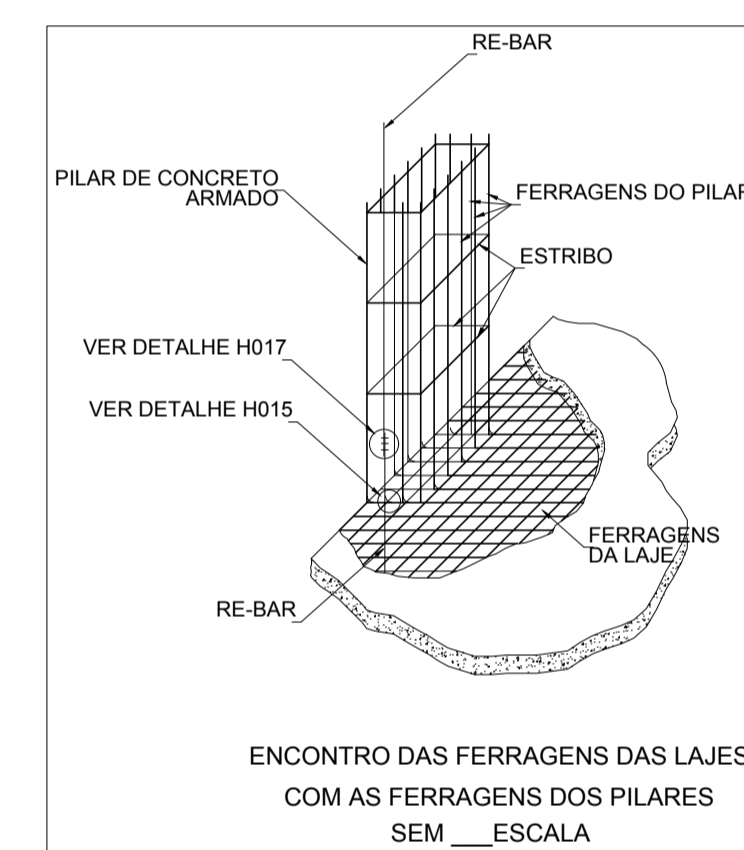 RE-BAR
PILAR DE CONCRETO
ARMADO
FERRAGENS DO PILAR
ESTRIBO
VER DETALHE H017
VER DETALHE H015
FERRAGENS
DA LAJE
RE-BAR
ENCONTRO DAS FERRAGENS DAS LAJES
COM AS FERRAGENS DOS PILARES
SEM ___ESCALA